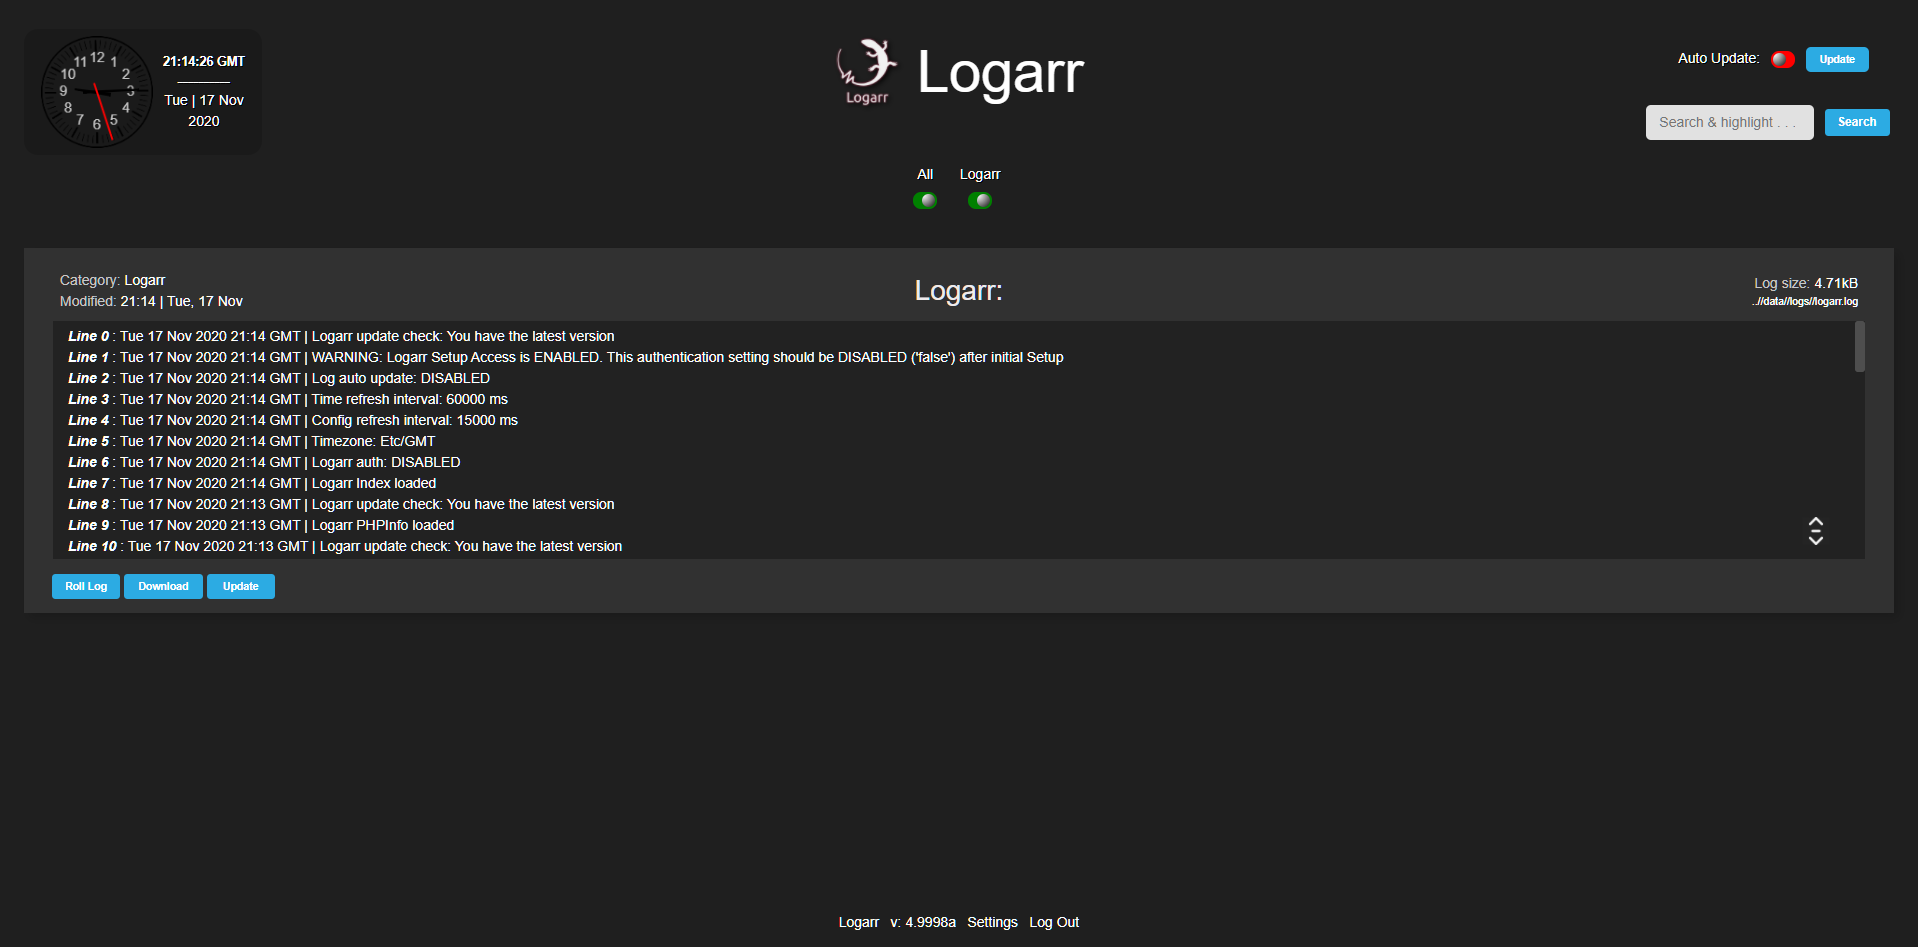 12
1
2
3
4
5
6
7
8
9
10
11
21:14:26 GMT
Tue | 17 Nov
2020
Logarr
Logarr
Auto Update:
Update
Search & highlight . . .
Search
All
Logarr
Category: Logarr
Modified: 21:14 | Tue, 17 Nov
Logarr:
Log size: 4.71kB
..//data//logs//logarr.log
Line 0 : Tue 17 Nov 2020 21:14 GMT | Logarr update check: You have the latest version
Line 1 : Tue 17 Nov 2020 21:14 GMT | WARNING: Logarr Setup Access is ENABLED. This authentication setting should be DISABLED ('false') after initial Setup
Line 2 : Tue 17 Nov 2020 21:14 GMT | Log auto update: DISABLED
Line 3 : Tue 17 Nov 2020 21:14 GMT | Time refresh interval: 60000 ms
Line 4 : Tue 17 Nov 2020 21:14 GMT | Config refresh interval: 15000 ms
Line 5 : Tue 17 Nov 2020 21:14 GMT | Timezone: Etc/GMT
Line 6 : Tue 17 Nov 2020 21:14 GMT | Logarr auth: DISABLED
Line 7 : Tue 17 Nov 2020 21:14 GMT | Logarr Index loaded
Line 8 : Tue 17 Nov 2020 21:13 GMT | Logarr update check: You have the latest version
Line 9 : Tue 17 Nov 2020 21:13 GMT | Logarr PHPInfo loaded
Line 10 : Tue 17 Nov 2020 21:13 GMT | Logarr update check: You have the latest version
Roll Log
Download
Update
Logarr v: 4.9998a Settings Log Out